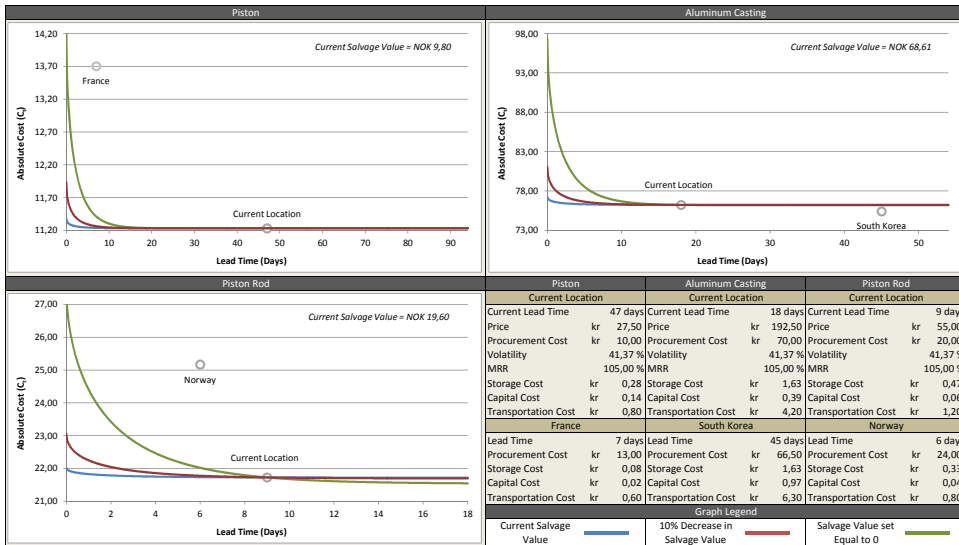 Piston
Current Salvage Value = NOK 9,80
14,20
13,70
13,20
12,70
12,20
11,70
11,20
Absolute Cost (Cₜ)
France
Current Location
0 10 20 30 40 50 60 70 80 90
Lead Time (Days)
Aluminum Casting
Current Salvage Value = NOK 68,61
98,00
93,00
88,00
83,00
78,00
73,00
Absolute Cost (Cₜ)
Current Location
South Korea
0 10 20 30 40 50
Lead Time (Days)
Piston Rod
Current Salvage Value = NOK 19,60
27,00
26,00
25,00
24,00
23,00
22,00
21,00
Absolute Cost (Cₜ)
Norway
Current Location
0 2 4 6 8 10 12 14 16 18
Lead Time (Days)
Piston Aluminum Casting Piston Rod
Current Location Current Location Current Location
Current Lead Time 47 days Current Lead Time 18 days Current Lead Time 9 day
Price kr 27,50 Price kr 192,50 Price kr 55,00
Procurement Cost kr 10,00 Procurement Cost kr 70,00 Procurement Cost kr 20,00
Volatility 41,37 % Volatility 41,37 % Volatility 41,37 %
MRR 105,00 % MRR 105,00 % MRR 105,00 %
Storage Cost kr 0,28 Storage Cost kr 1,63 Storage Cost kr 0,47
Capital Cost kr 0,14 Capital Cost kr 0,39 Capital Cost kr 0,06
Transportation Cost kr 0,80 Transportation Cost kr 4,20 Transportation Cost kr 1,20
France South Korea Norway
Lead Time 7 days Lead Time 45 days Lead Time 6 day
Procurement Cost kr 13,00 Procurement Cost kr 66,50 Procurement Cost kr 24,00
Storage Cost kr 0,08 Storage Cost kr 1,63 Storage Cost kr 0,33
Capital Cost kr 0,02 Capital Cost kr 0,97 Capital Cost kr 0,04
Transportation Cost kr 0,60 Transportation Cost kr 6,30 Transportation Cost kr 0,80
Graph Legend
Current Salvage Value
10% Decrease in Salvage Value
Salvage Value set Equal to 0